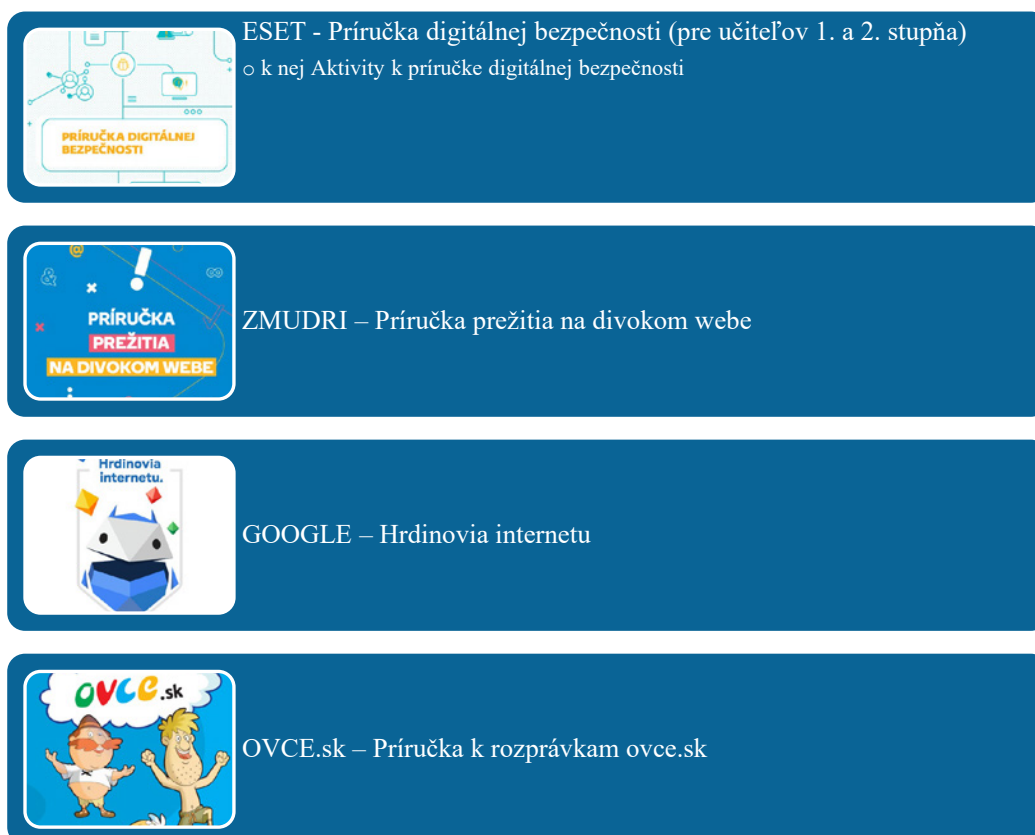 ESET - Príručka digitálnej bezpečnosti (pre učiteľov 1. a 2. stupňa)
o k nej Aktivity k príručke digitálnej bezpečnosti
PRÍRUČKA DIGITÁLNEJ
BEZPEČNOSTI
PRÍRUČKA
PREŽITIA
NA DIVOKOM WEBE
ZMUDRI – Príručka prežitia na divokom webe
Hrdinovia
internetu.
GOOGLE – Hrdinovia internetu
OVCE.sk
OVCE.sk – Príručka k rozprávkam ovce.sk